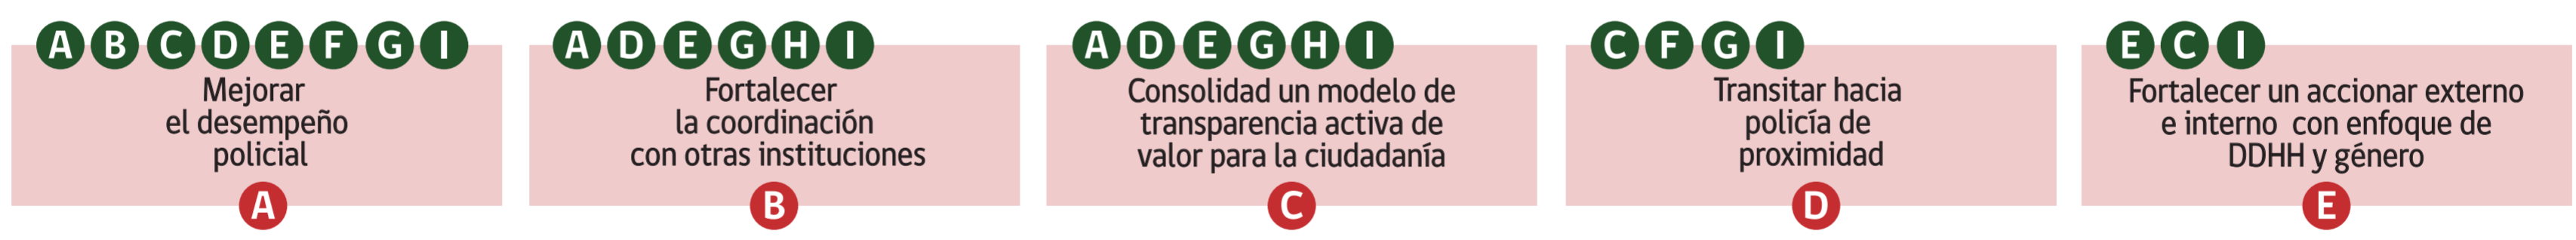 A B C D E F G I
Mejorar
el desempeño
policial
A
A D E G H I
Fortalecer
la coordinación
con otras instituciones
B
A D E G H I
Consolidad un modelo de
transparencia activa de
valor para la ciudadanía
C
C F G I
Transitar hacia
policía de
proximidad
D
E C I
Fortalecer un accionar externo
e interno con enfoque de
DDHH y género
E